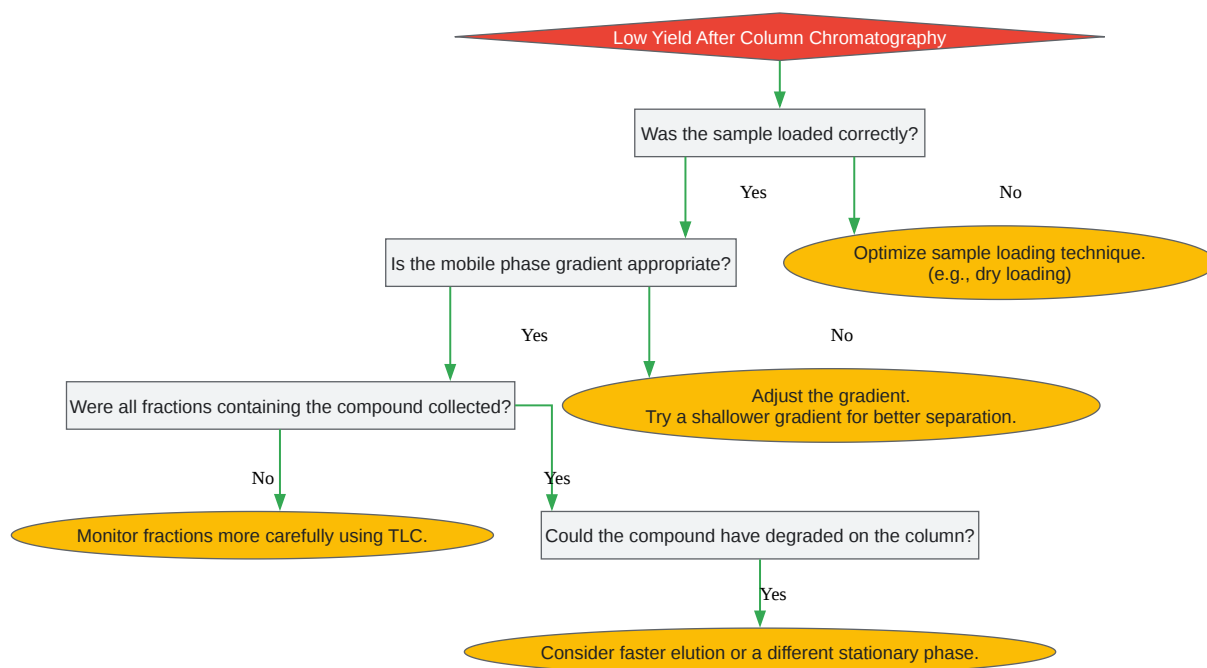 Low Yield After Column Chromatography
Was the sample loaded correctly?
Yes
No
Optimize sample loading technique.
(e.g., dry loading)
Is the mobile phase gradient appropriate?
Yes
No
Adjust the gradient.
Try a shallower gradient for better separation.
Were all fractions containing the compound collected?
No
Yes
Monitor fractions more carefully using TLC.
Could the compound have degraded on the column?
Yes
Consider faster elution or a different stationary phase.